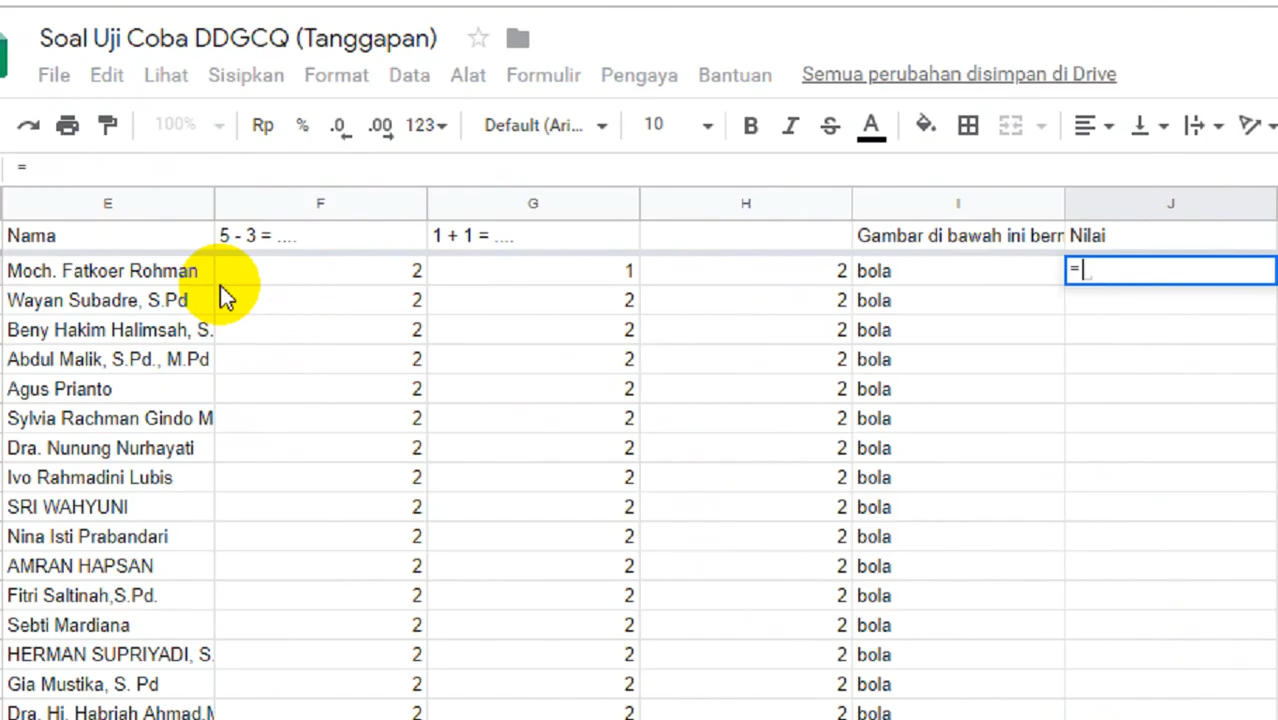 Soal Uji Coba DDGCQ (Tanggapan)
File Edit Lihat Sisipkan Format Data Alat Formulir Pengaya Bantuan Semua perubahan disimpan di Drive
100% Rp % .0 .00 123 Default (Ari... 10 B I S A
=
E F G H I J
Nama 5 - 3 = .... 1 + 1 = .... Gambar di bawah ini bern Nilai
Moch. Fatkoer Rohman 2 1 2 bola =
Wayan Subadre, S.Pd 2 2 2 bola
Beny Hakim Halimsah, S. 2 2 2 bola
Abdul Malik, S.Pd., M.Pd 2 2 2 bola
Agus Prianto 2 2 2 bola
Sylvia Rachman Gindo M 2 2 2 bola
Dra. Nunung Nurhayati 2 2 2 bola
Ivo Rahmadini Lubis 2 2 2 bola
SRI WAHYUNI 2 2 2 bola
Nina Isti Prabandari 2 2 2 bola
AMRAN HAPSAN 2 2 2 bola
Fitri Saltinah,S.Pd. 2 2 2 bola
Sebti Mardiana 2 2 2 bola
HERMAN SUPRIYADI, S. 2 2 2 bola
Gia Mustika, S. Pd 2 2 2 bola
Dra. Hj. Habriah Ahmad,M 2 2 2 bola